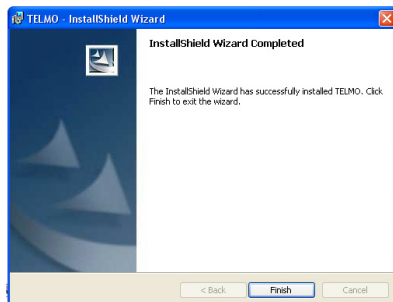 TELMO - InstallShield Wizard
InstallShield Wizard Completed
The InstallShield Wizard has successfully installed TELMO. Click
Finish to exit the wizard.
< Back Finish Cancel